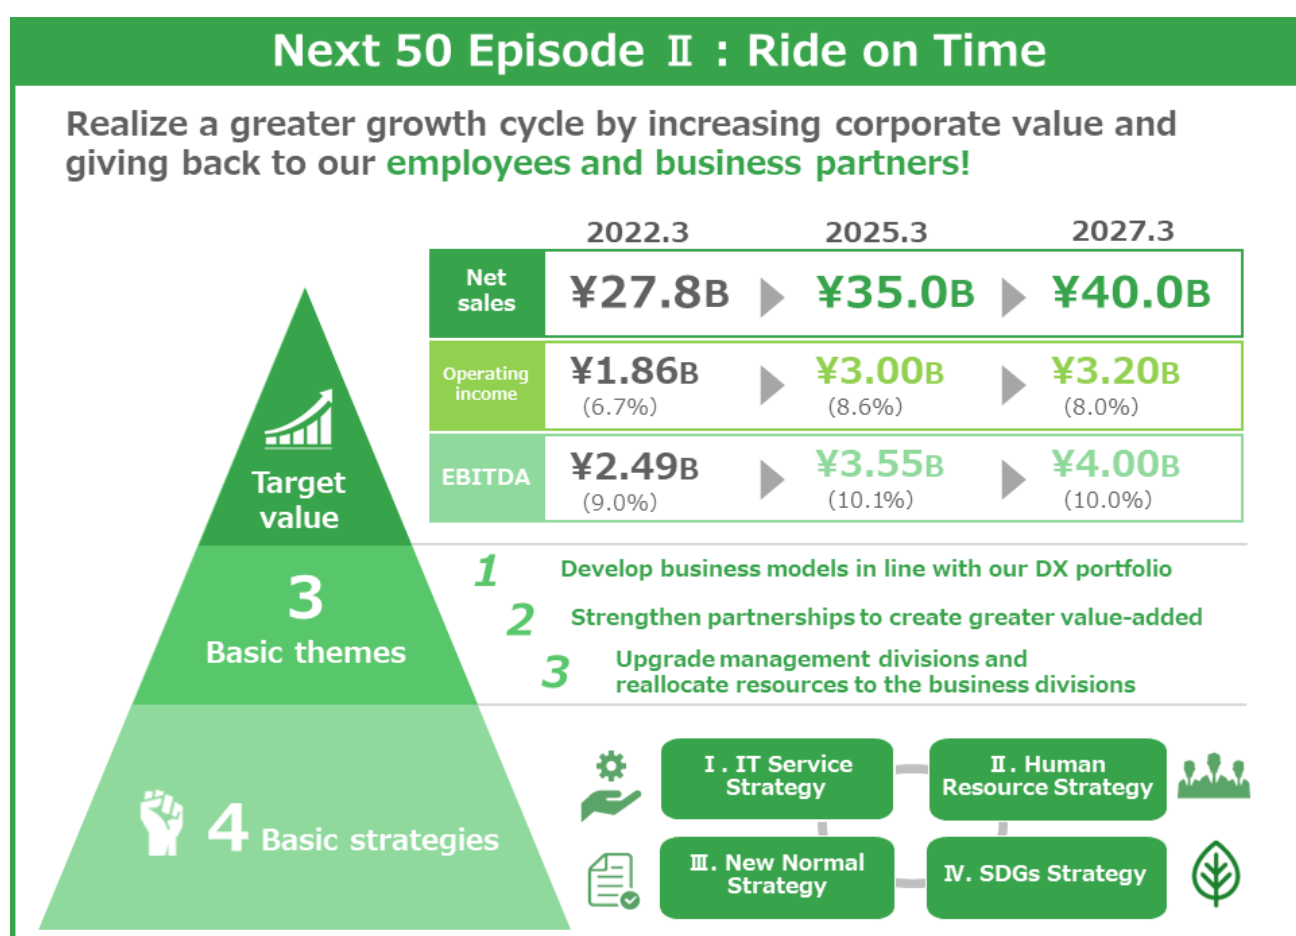 Next 50 Episode Ⅱ : Ride on Time
Realize a greater growth cycle by increasing corporate value and
giving back to our employees and business partners!
2022.3 2025.3 2027.3
Net
sales
¥27.8B ¥35.0B ¥40.0B
Operating
income
¥1.86B ¥3.00B ¥3.20B
(6.7%) (8.6%) (8.0%)
EBITDA
¥2.49B ¥3.55B ¥4.00B
(9.0%) (10.1%) (10.0%)
Target
value
3
Basic themes
1 Develop business models in line with our DX portfolio
2 Strengthen partnerships to create greater value-added
3 Upgrade management divisions and
reallocate resources to the business divisions
4 Basic strategies
Ⅰ. IT Service
Strategy
Ⅱ. Human
Resource Strategy
Ⅲ. New Normal
Strategy
Ⅳ. SDGs Strategy